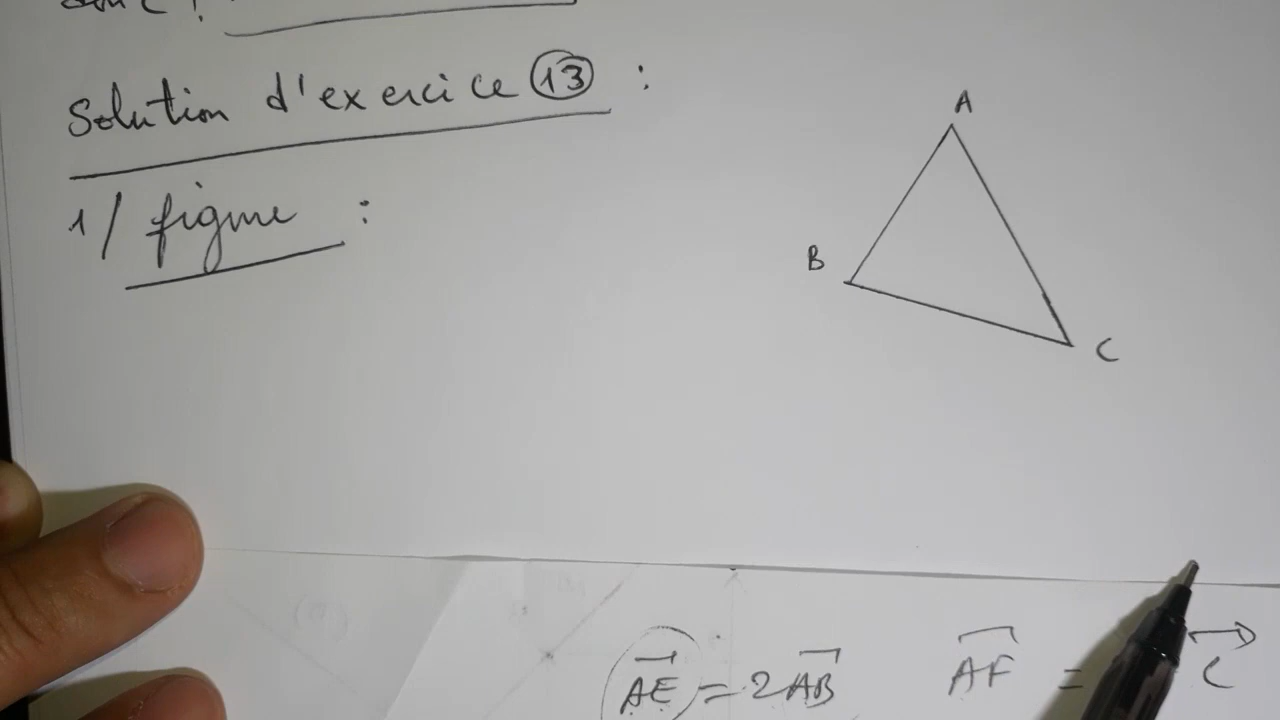 Solution d'exercice 13 :
1/ figure :
A
B
C
AE = 2AB
AF =
C